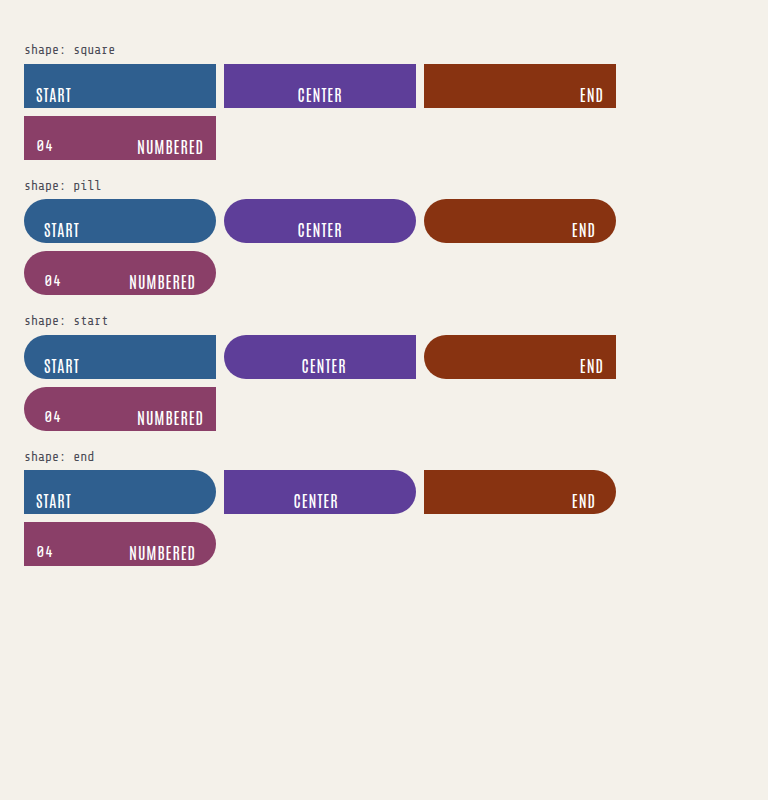 shape: square
START CENTER END
04 NUMBERED
shape: pill
START CENTER END
04 NUMBERED
shape: start
START CENTER END
04 NUMBERED
shape: end
START CENTER END
04 NUMBERED